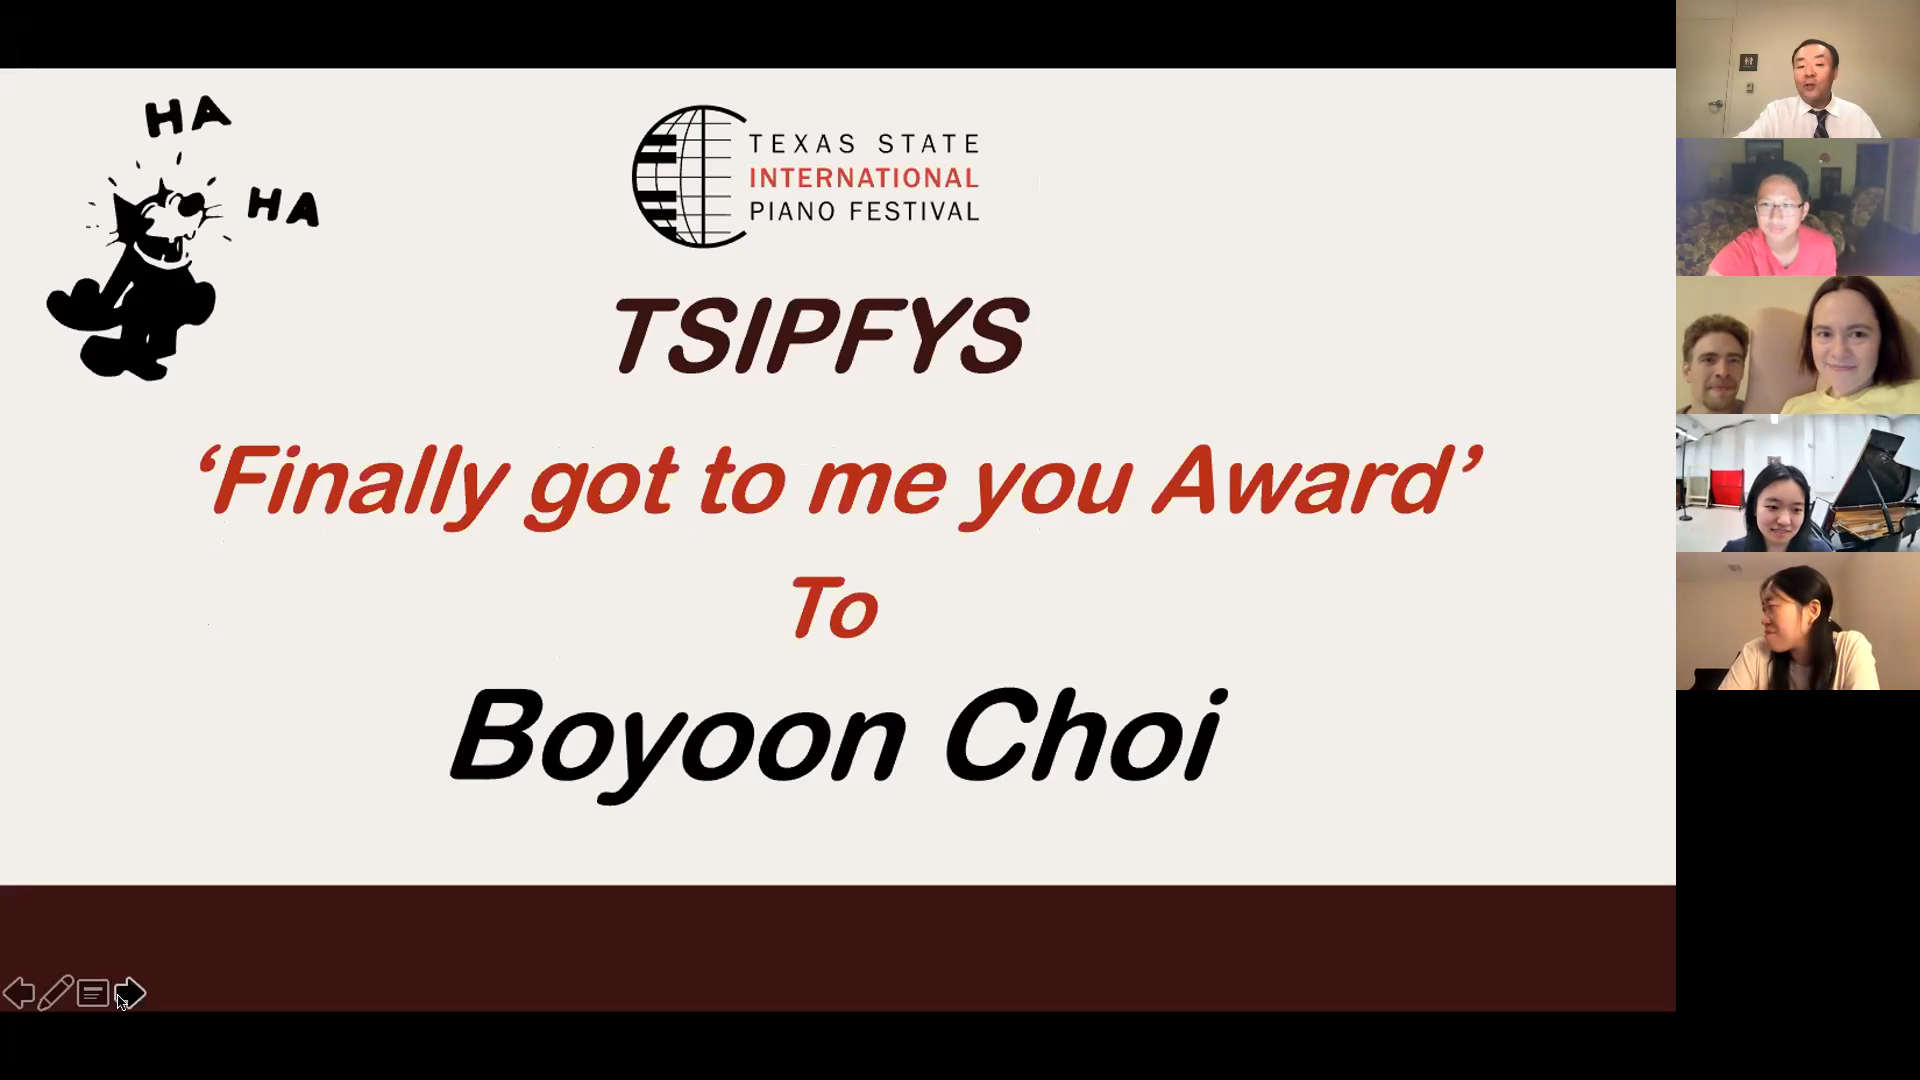 HA
HA
TEXAS STATE
INTERNATIONAL
PIANO FESTIVAL
TSIPFYS
‘Finally got to me you Award’
To
Boyoon Choi